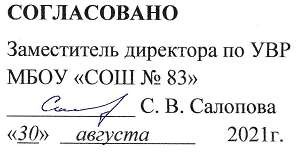 СОГЛАСОВАНО
Заместитель директора по УВР
МБОУ «СОШ № 83»
С. В. Салопова
«30» августа 2021г.